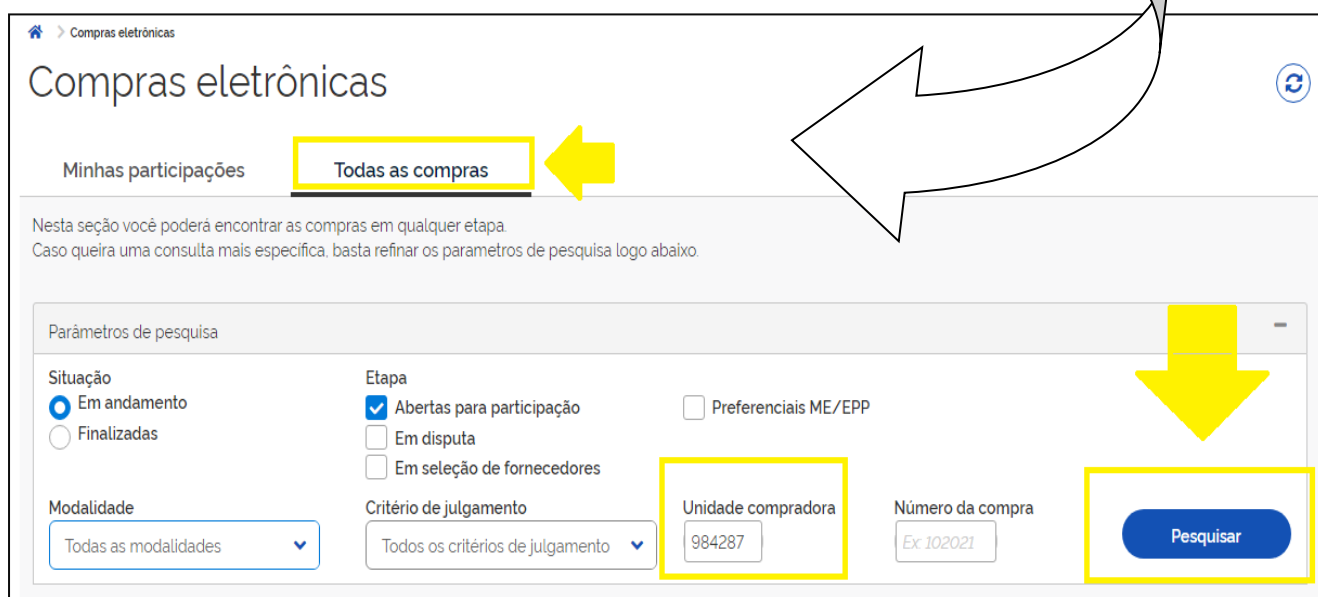 Compras eletrônicas
Compras eletrônicas
Minhas participações Todas as compras
Nesta seção você poderá encontrar as compras em qualquer etapa.
Caso queira uma consulta mais específica, basta refinar os parametros de pesquisa logo abaixo.
Parâmetros de pesquisa
Situação Etapa
Em andamento Abertas para participação Preferenciais ME/EPP
Finalizadas Em disputa
Em seleção de fornecedores
Modalidade Critério de julgamento Unidade compradora Número da compra
Todas as modalidades Todos os critérios de julgamento 984287 Ex: 102021 Pesquisar